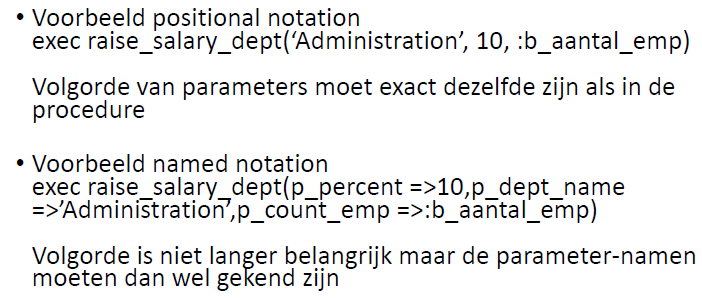 • Voorbeeld positional notation
exec raise_salary_dept(‘Administration’, 10, :b_aantal_emp)
Volgorde van parameters moet exact dezelfde zijn als in de
procedure
• Voorbeeld named notation
exec raise_salary_dept(p_percent =>10,p_dept_name
=>’Administration’,p_count_emp =>:b_aantal_emp)
Volgorde is niet langer belangrijk maar de parameter-namen
moeten dan wel gekend zijn